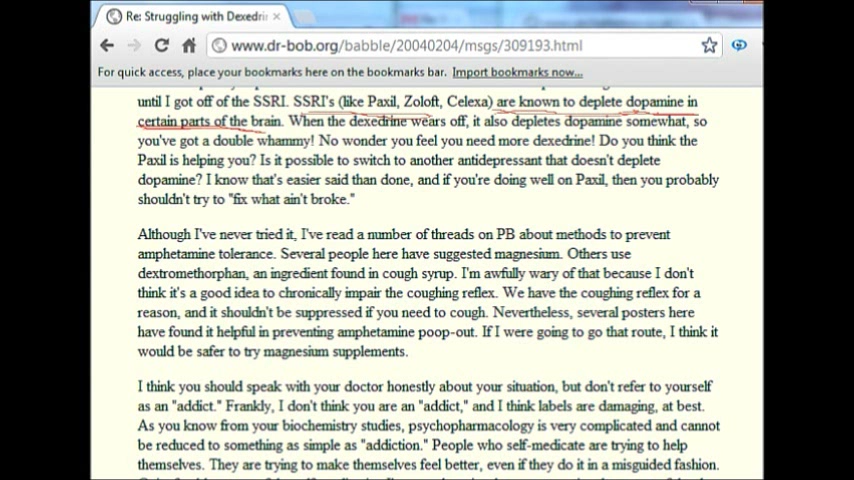 Re: Struggling with Dexedrin
www.dr-bob.org/babble/20040204/msgs/309193.html
For quick access, place your bookmarks here on the bookmarks bar. Import bookmarks now...
until I got off of the SSRI. SSRI's (like Paxil, Zoloft, Celexa) are known to deplete dopamine in
certain parts of the brain. When the dexedrine wears off, it also depletes dopamine somewhat, so
you've got a double whammy! No wonder you feel you need more dexedrine! Do you think the
Paxil is helping you? Is it possible to switch to another antidepressant that doesn't deplete
dopamine? I know that's easier said than done, and if you're doing well on Paxil, then you probably
shouldn't try to "fix what ain't broke."
Although I've never tried it, I've read a number of threads on PB about methods to prevent
amphetamine tolerance. Several people here have suggested magnesium. Others use
dextromethorphan, an ingredient found in cough syrup. I'm awfully wary of that because I don't
think it's a good idea to chronically impair the coughing reflex. We have the coughing reflex for a
reason, and it shouldn't be suppressed if you need to cough. Nevertheless, several posters here
have found it helpful in preventing amphetamine poop-out. If I were going to go that route, I think it
would be safer to try magnesium supplements.
I think you should speak with your doctor honestly about your situation, but don't refer to yourself
as an "addict." Frankly, I don't think you are an "addict," and I think labels are damaging, at best.
As you know from your biochemistry studies, psychopharmacology is very complicated and cannot
be reduced to something as simple as "addiction." People who self-medicate are trying to help
themselves. They are trying to make themselves feel better, even if they do it in a misguided fashion.